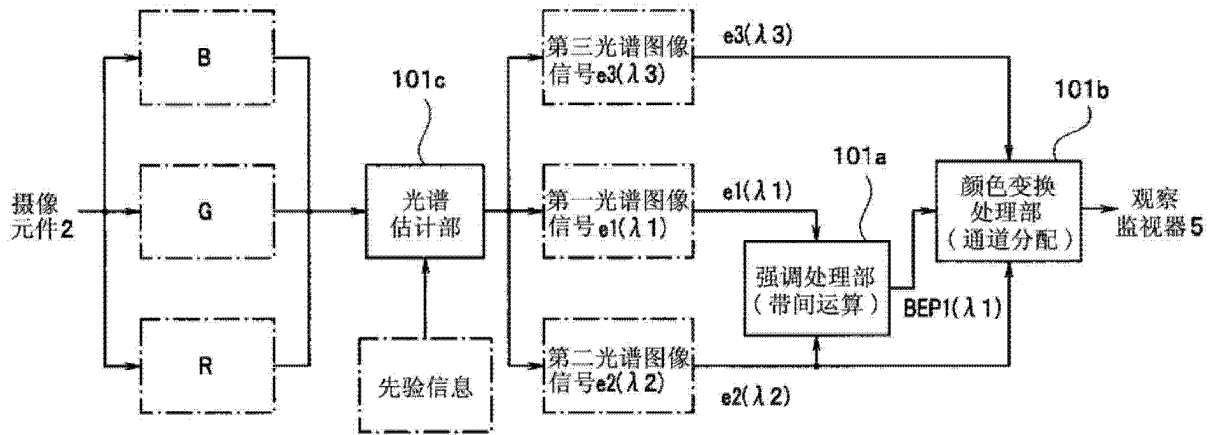 B
G
R
摄像
元件2
101c
光谱
估计部
先验信息
第三光谱图像
信号e3(λ3)
第一光谱图像
信号e1(λ1)
第二光谱图像
信号e2(λ2)
e3(λ3)
e1(λ1)
e2(λ2)
101a
强调处理部
(带间运算)
BEP1(λ1)
101b
颜色变换
处理部
(通道分配)
观察
监视器5